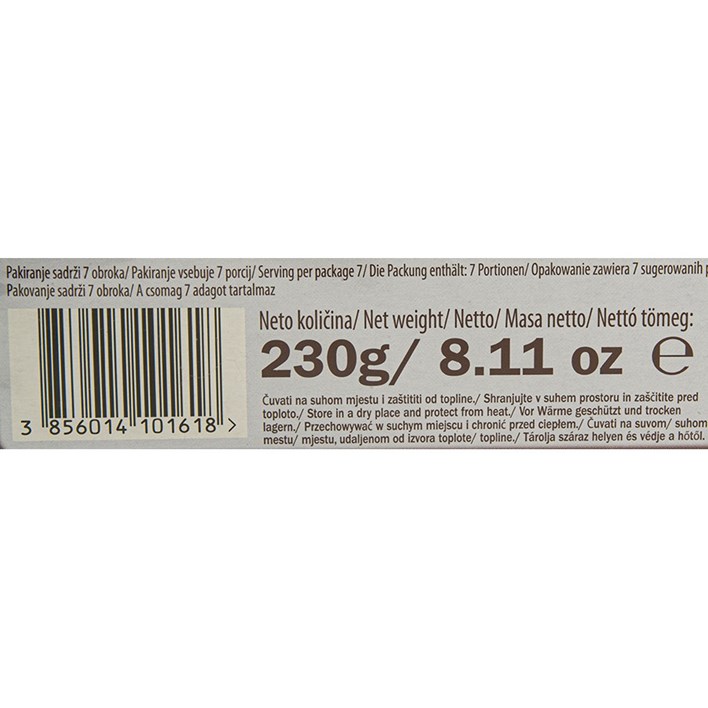 Pakiranje sadrži 7 obroka/ Pakiranje vsebuje 7 porcij/ Serving per package 7/ Die Packung enthält: 7 Portionen/ Opakowanie zawiera 7 sugerowanih
Pakovanje sadrži 7 obroka/ A csomag 7 adagot tartalmaz
Neto količina/ Net weight/ Netto/ Masa netto/ Nettó tömeg:
230g/ 8.11 oz ℮
Čuvati na suhom mjestu i zaštititi od topline./ Shranjujte v suhem prostoru in zaščitite pred
toploto./ Store in a dry place and protect from heat./ Vor Wärme geschützt und trocken
lagern./ Przechowywać w suchym miejscu i chronić przed ciepłem./ Čuvati na suvom/ suhom
mestu/ mjestu, udaljenom od izvora toplote/ topline./ Tárolja száraz helyen és védje a hőtől.
3 856014 101618 >